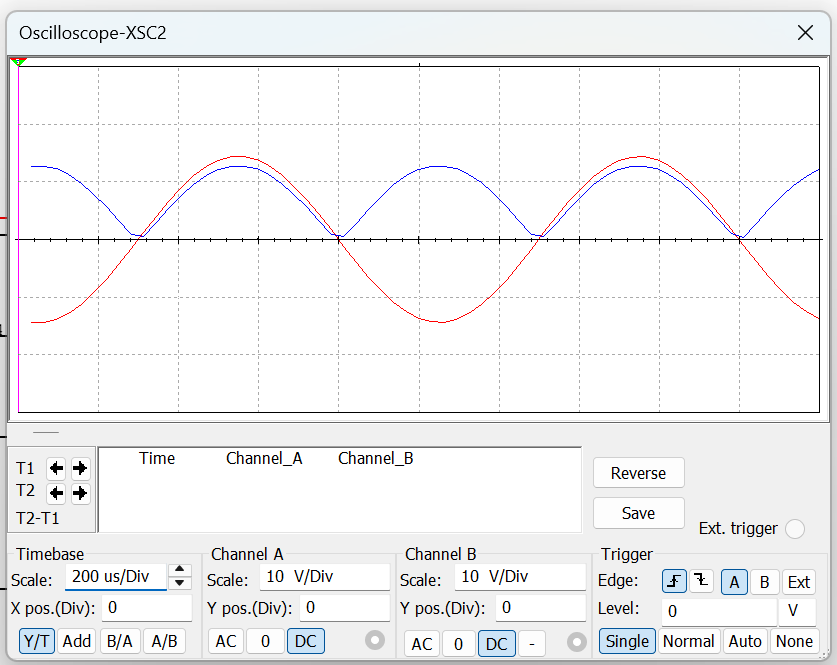 Oscilloscope-XSC2
Time Channel_A Channel_B
T1
T2
T2-T1
Reverse
Save
Ext. trigger
Timebase
Scale: 200 us/Div
X pos.(Div): 0
Y/T Add B/A A/B
Channel A
Scale: 10 V/Div
Y pos.(Div): 0
AC 0 DC
Channel B
Scale: 10 V/Div
Y pos.(Div): 0
AC 0 DC -
Trigger
Edge: A B Ext
Level: 0 V
Single Normal Auto None